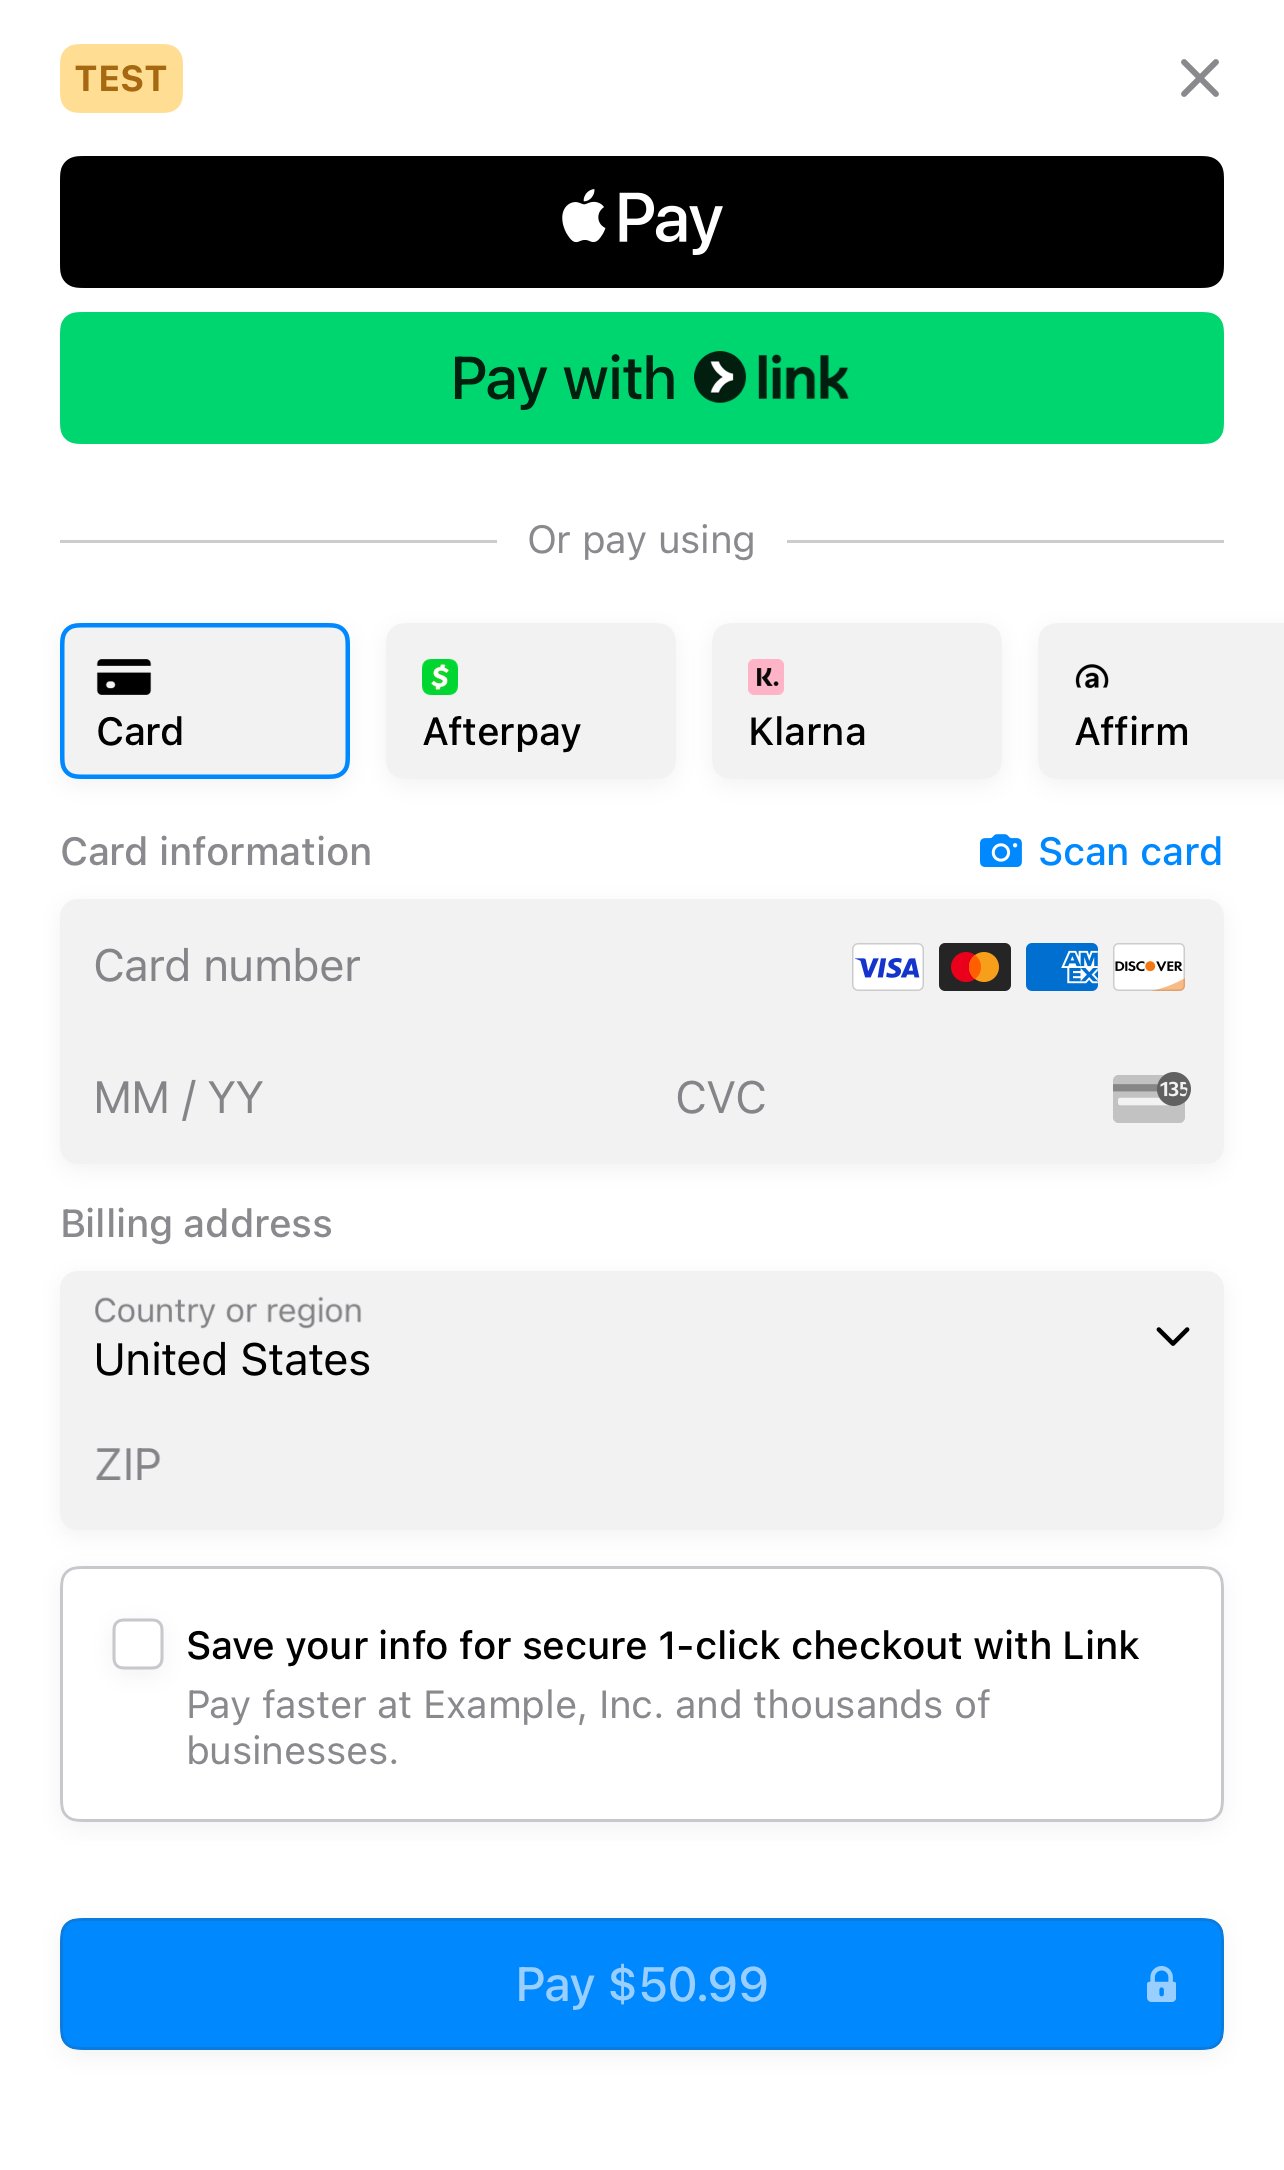 TEST
Pay
Pay with link
Or pay using
Card
$
Afterpay
K.
Klarna
a
Affirm
Card information
Scan card
Card number
VISA
AM
EX
DISCOVER
MM / YY
CVC
135
Billing address
Country or region
United States
ZIP
Save your info for secure 1-click checkout with Link
Pay faster at Example, Inc. and thousands of
businesses.
Pay $50.99